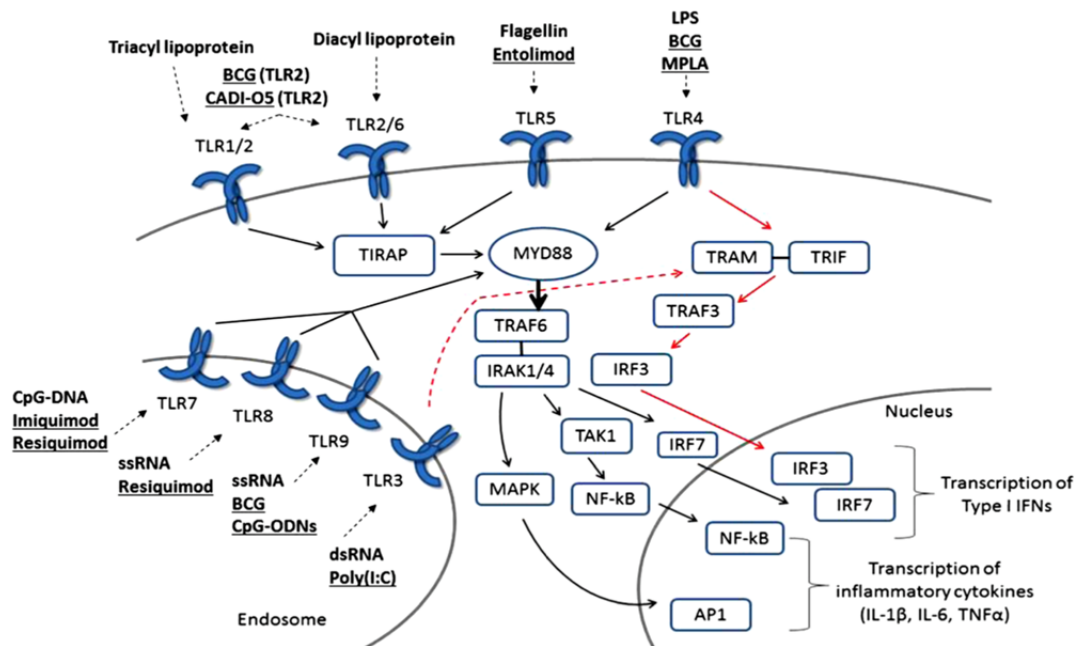 Triacyl lipoprotein
BCG (TLR2)
CADI-O5 (TLR2)
Diacyl lipoprotein
Flagellin
Entolimod
LPS
BCG
MPLA
TLR1/2
TLR2/6
TLR5
TLR4
TIRAP
MYD88
TRAM
TRIF
TRAF6
IRAK1/4
TRAF3
IRF3
TAK1
IRF7
MAPK
NF-kB
TLR7
TLR8
TLR9
TLR3
CpG-DNA
Imiquimod
Resiquimod
ssRNA
Resiquimod
ssRNA
BCG
CpG-ODNs
dsRNA
Poly(I:C)
Endosome
Nucleus
IRF3
IRF7
Transcription of
Type I IFNs
NF-kB
AP1
Transcription of
inflammatory cytokines
(IL-1β, IL-6, TNFα)